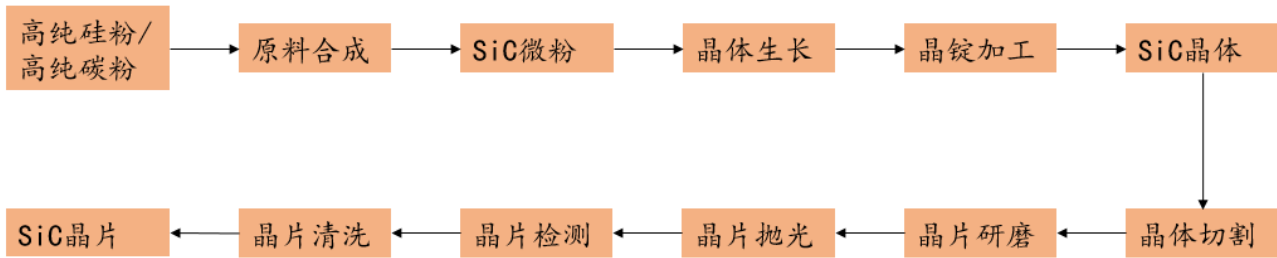 高纯硅粉/
高纯碳粉
原料合成
SiC微粉
晶体生长
晶锭加工
SiC晶体
晶体切割
晶片研磨
晶片抛光
晶片检测
晶片清洗
SiC晶片